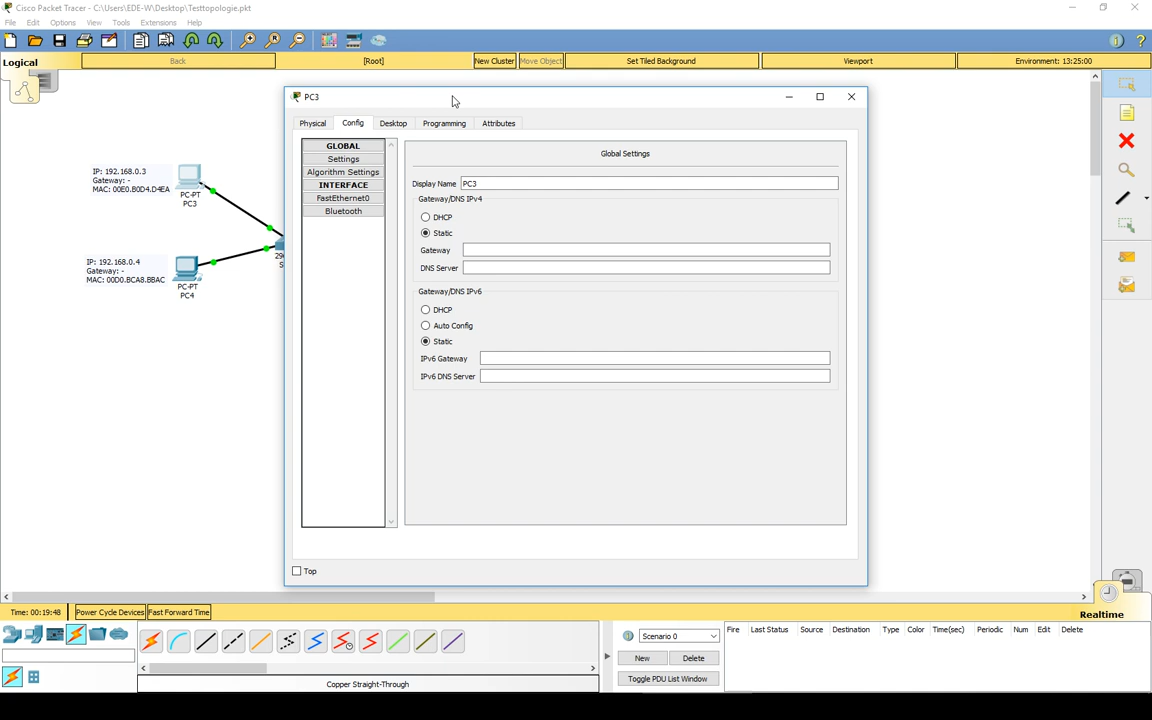 Cisco Packet Tracer - C:\Users\EDE-W\Desktop\Testtopologie.pkt
File Edit Options View Tools Extensions Help
Logical Back [Root] New Cluster Move Object Set Tiled Background Viewport Environment: 13:25:00
PC3
Physical Config Desktop Programming Attributes
GLOBAL
Settings
Algorithm Settings
INTERFACE
FastEthernet0
Bluetooth
Global Settings
Display Name PC3
Gateway/DNS IPv4
DHCP
Static
Gateway
DNS Server
Gateway/DNS IPv6
DHCP
Auto Config
Static
IPv6 Gateway
IPv6 DNS Server
Top
IP: 192.168.0.3
Gateway: -
MAC: 00E0.B0D4.D4EA
PC-PT
PC3
IP: 192.168.0.4
Gateway: -
MAC: 00D0.BCA8.BBAC
PC-PT
PC4
29
S
Time: 00:19:48 Power Cycle Devices Fast Forward Time Realtime
Scenario 0
New Delete
Toggle PDU List Window
Fire Last Status Source Destination Type Color Time(sec) Periodic Num Edit Delete
Copper Straight-Through